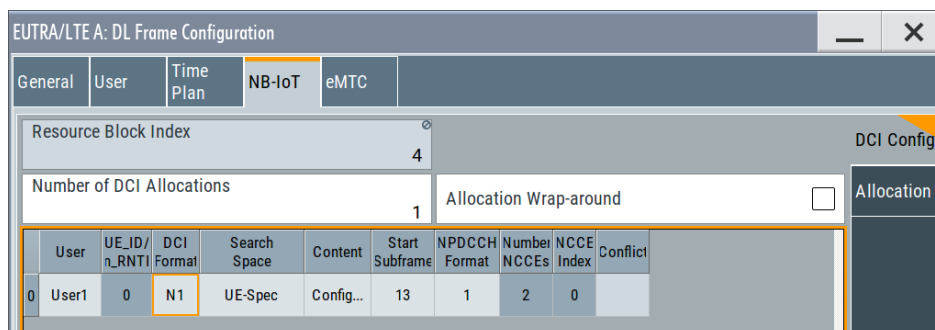 EUTRA/LTE A: DL Frame Configuration
General User Time Plan NB-IoT eMTC
Resource Block Index
4
DCI Config
Number of DCI Allocations
1
Allocation Wrap-around
Allocation
User UE_ID/ n_RNTI DCI Format Search Space Content Start Subframe NPDCCH Format Number NCCEs NCCE Index Conflict
0 User1 0 N1 UE-Spec Config... 13 1 2 0